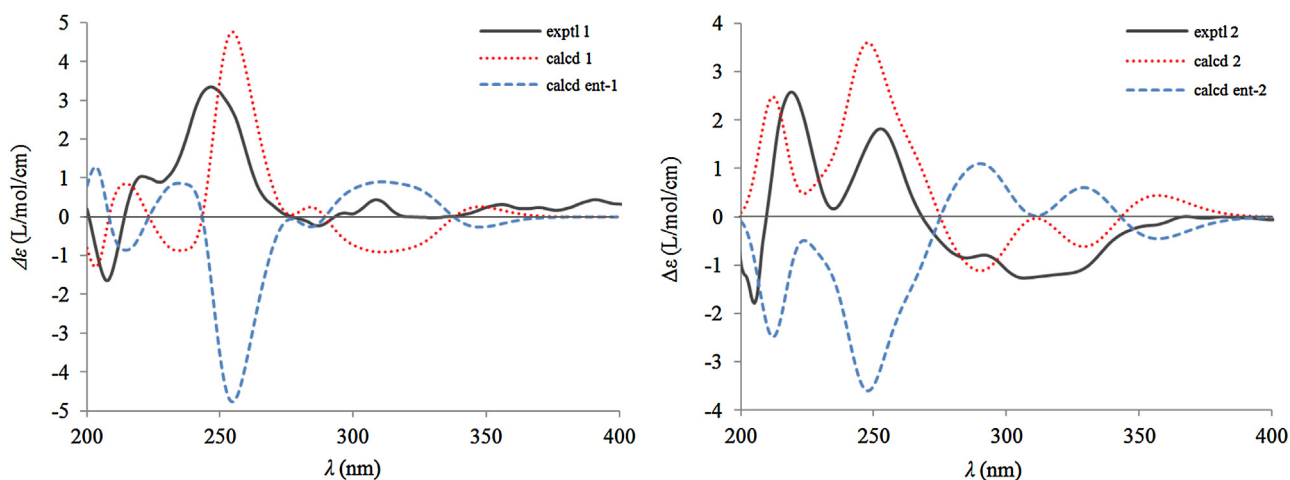 5
4
3
2
1
0
-1
-2
-3
-4
-5
200 250 300 350 400
Δε (L/mol/cm)
λ (nm)
exptl 1
calcd 1
calcd ent-1
4
3
2
1
0
-1
-2
-3
-4
200 250 300 350 400
Δε (L/mol/cm)
λ (nm)
exptl 2
calcd 2
calcd ent-2